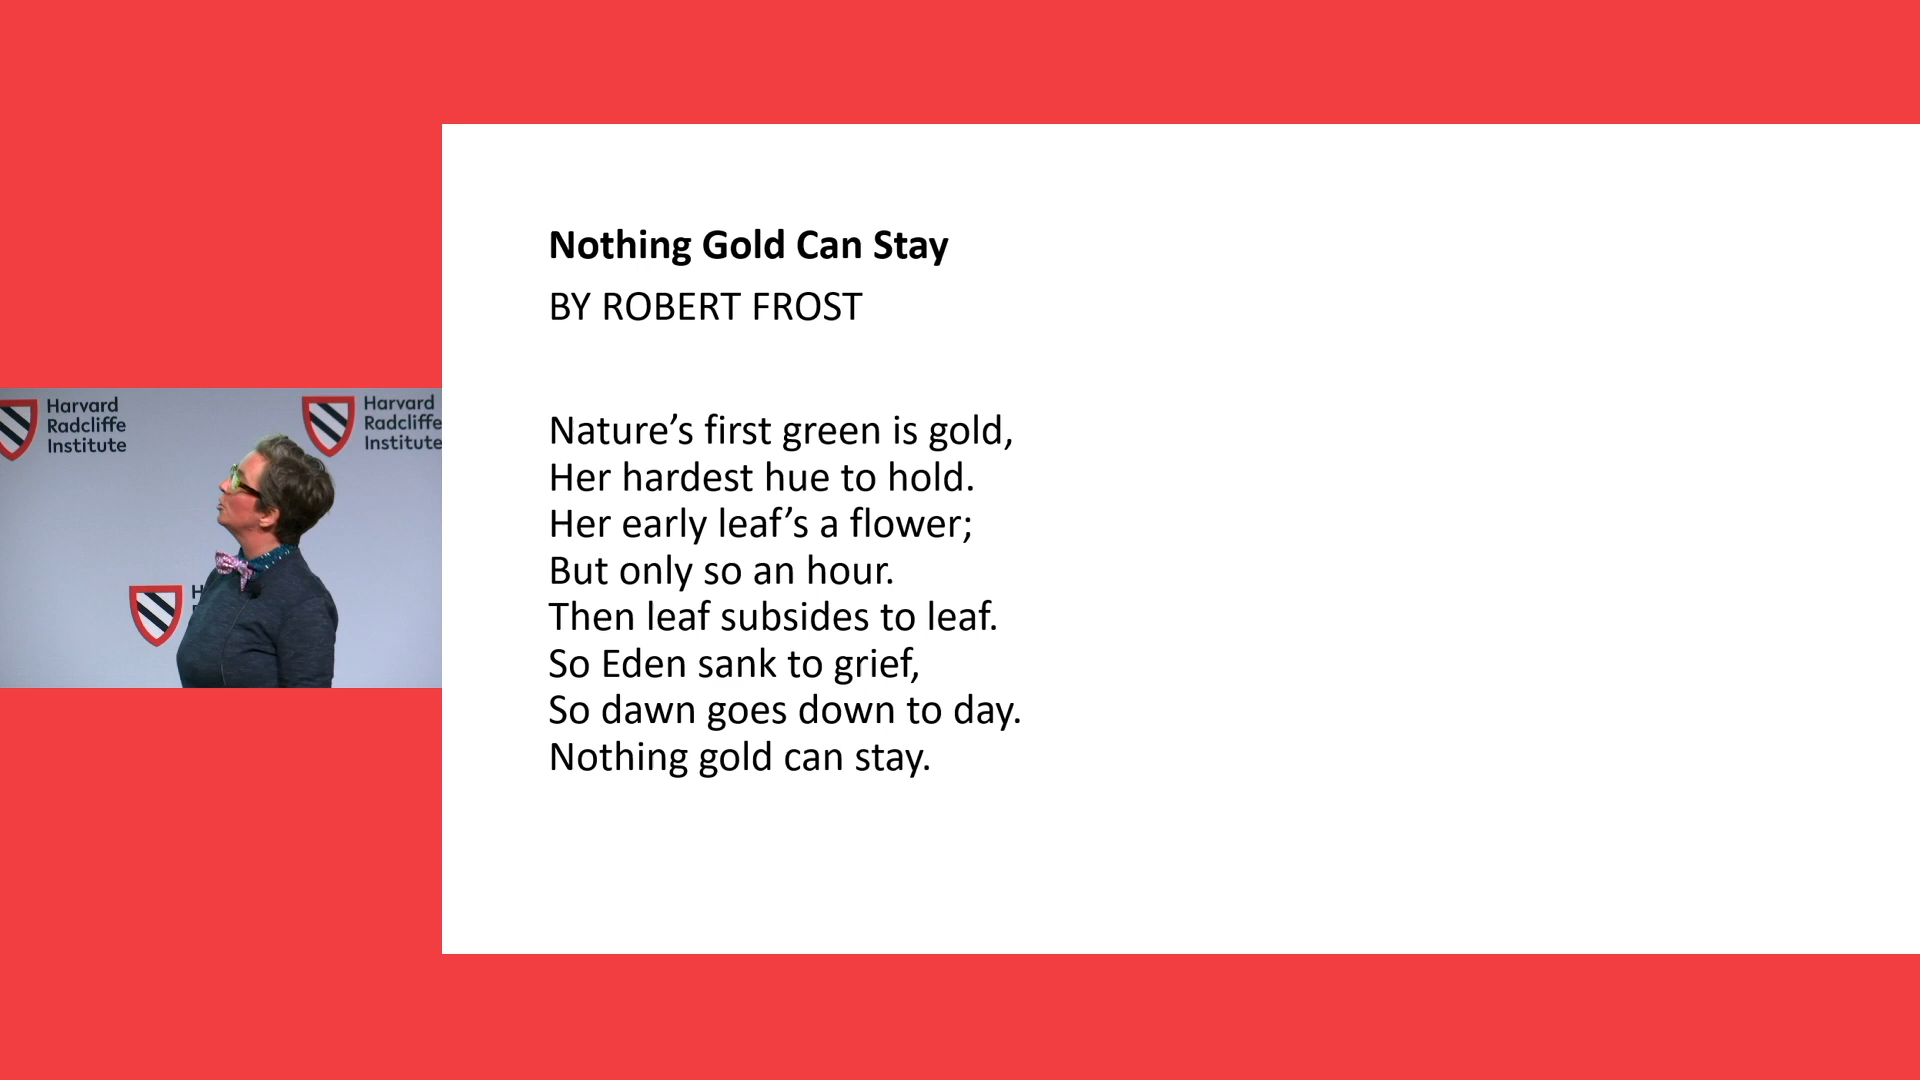 Nothing Gold Can Stay
BY ROBERT FROST
Nature’s first green is gold,
Her hardest hue to hold.
Her early leaf’s a flower;
But only so an hour.
Then leaf subsides to leaf.
So Eden sank to grief,
So dawn goes down to day.
Nothing gold can stay.
Harvard
Radcliffe
Institute
Harvard
Radcliffe
Institute
H